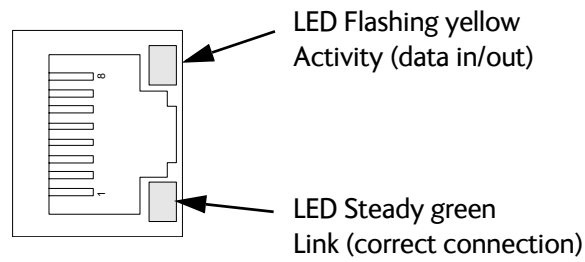 LED Flashing yellow
Activity (data in/out)
8
1
LED Steady green
Link (correct connection)